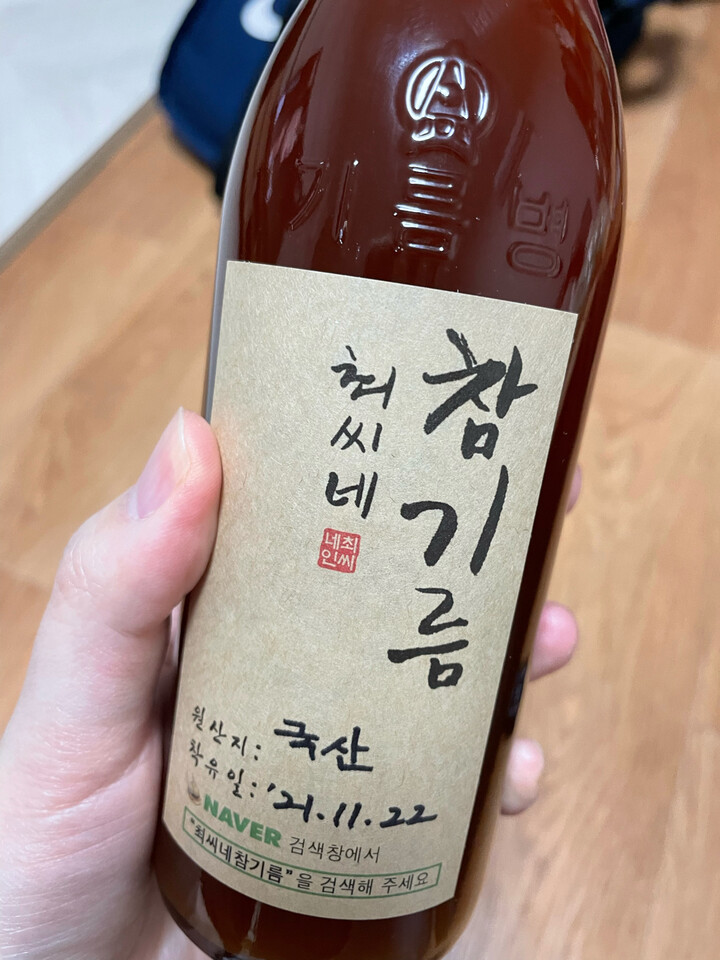 기름병
참기름
최씨네
최씨
네인
원산지: 국산
착유일: '21.11.22
NAVER 검색창에서
"최씨네참기름"을 검색해 주세요